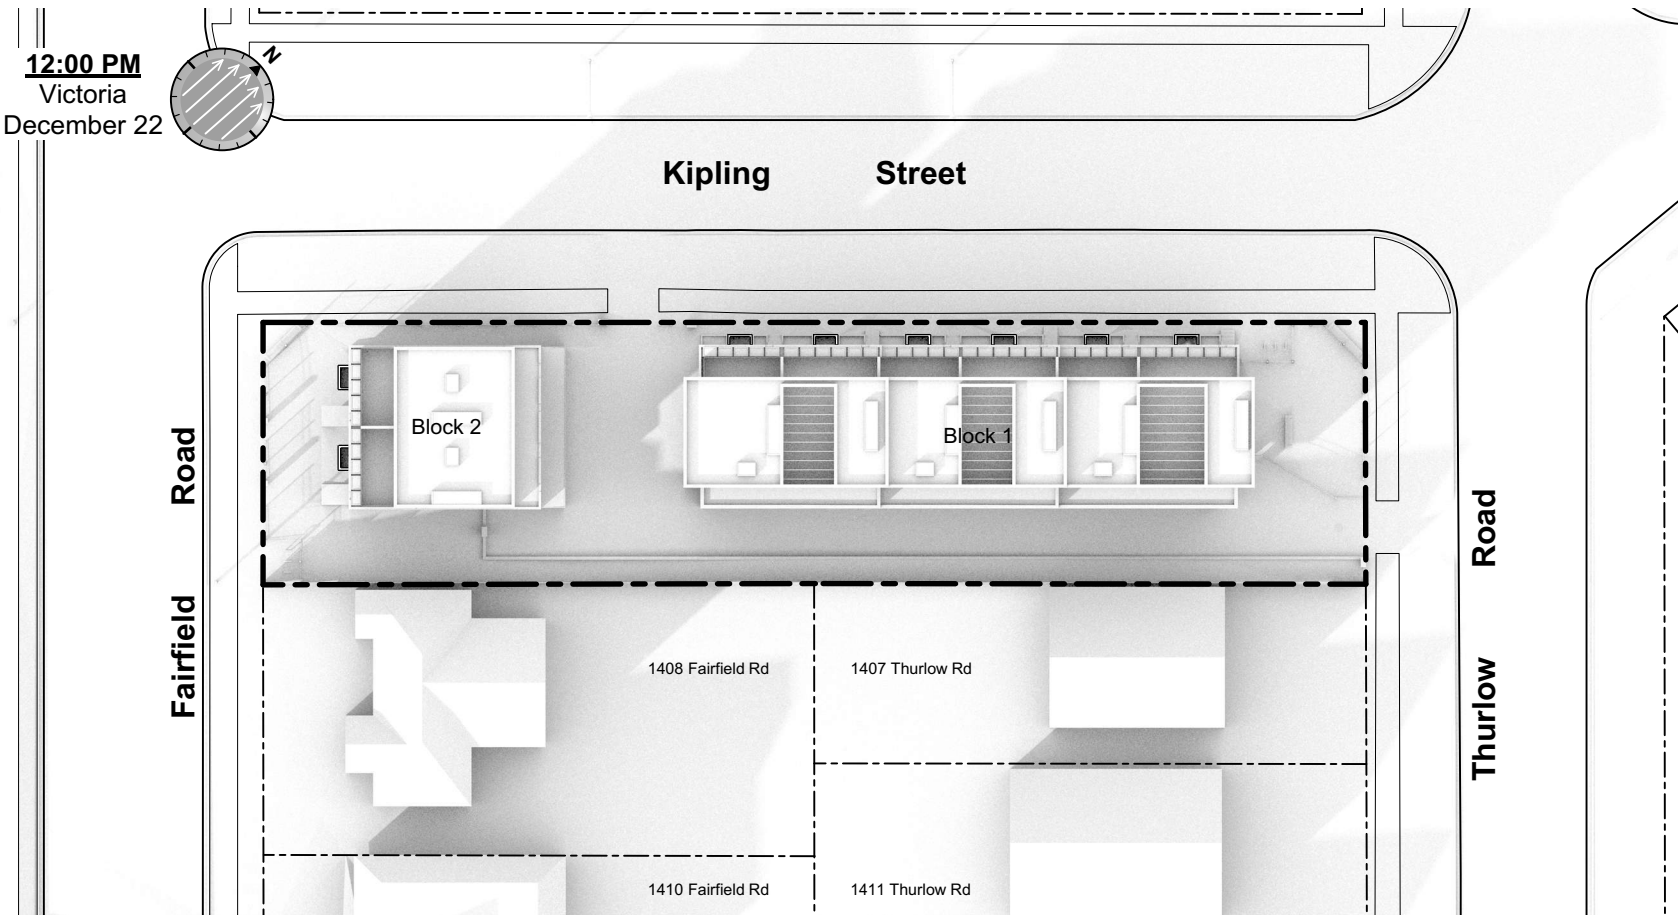 N
12:00 PM
Victoria
December 22
Kipling Street
Block 2
Block 1
Fairfield Road
Thurlow Road
1408 Fairfield Rd
1407 Thurlow Rd
1410 Fairfield Rd
1411 Thurlow Rd